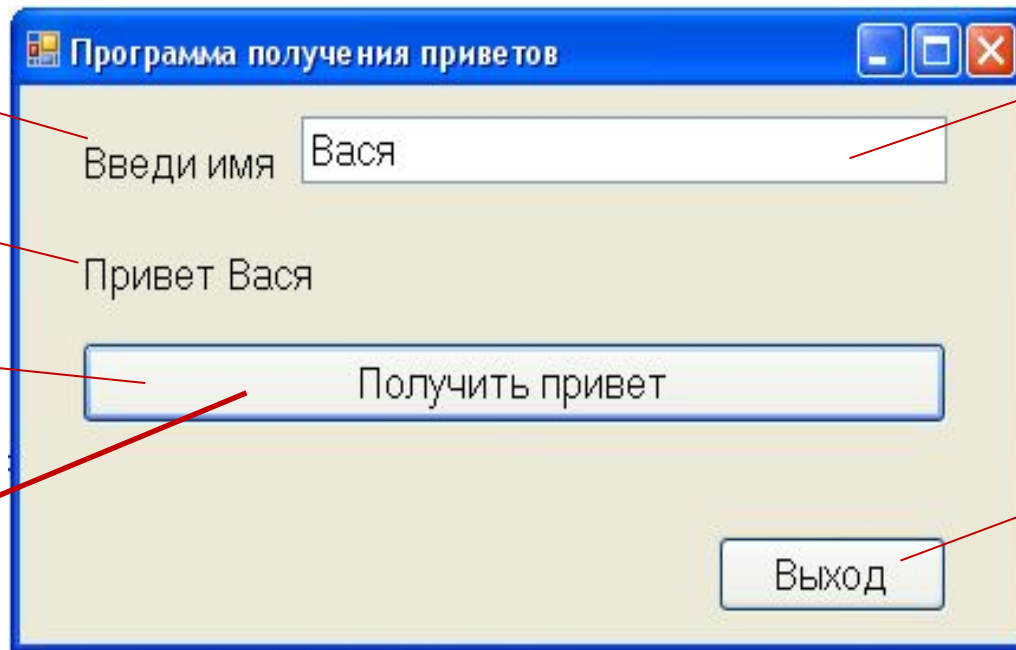 Программа получения приветов
Введи имя Вася
Привет Вася
Получить привет
Выход